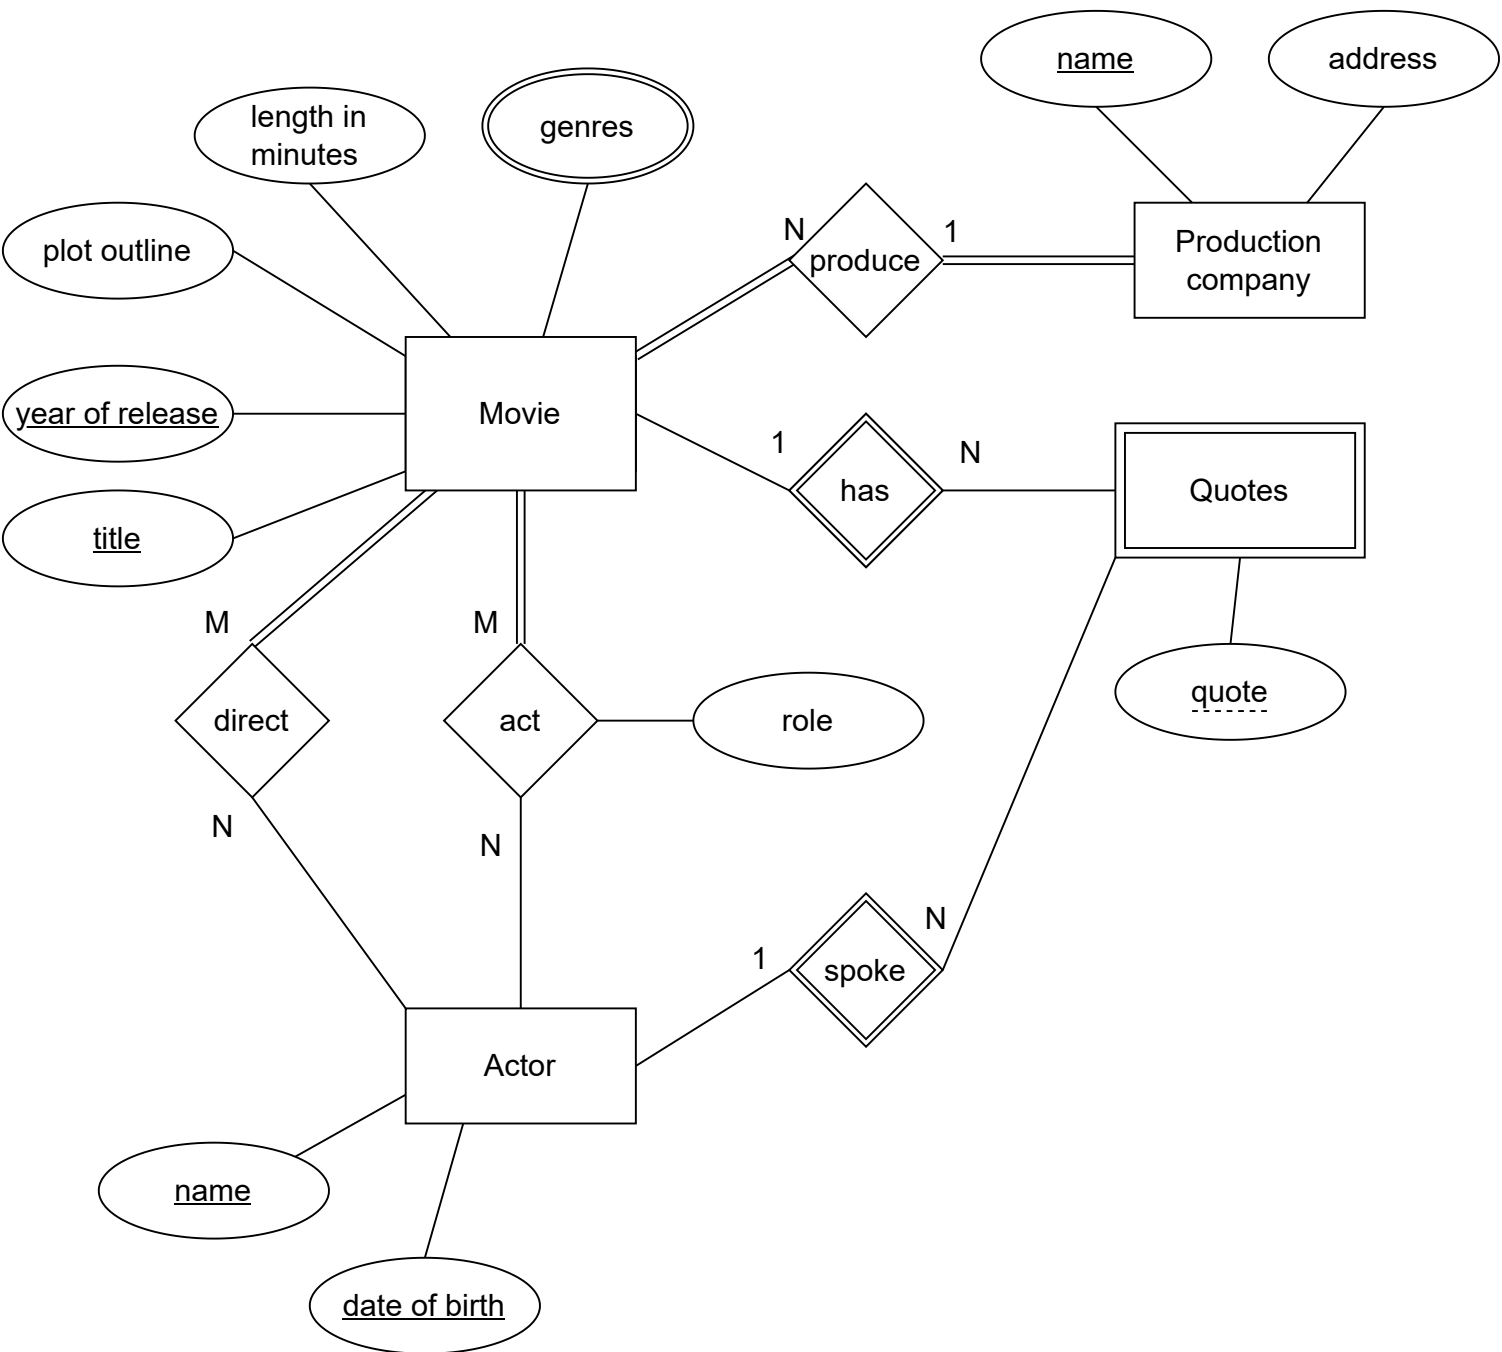 name
address
length in
minutes
genres
plot outline
N
1
produce
Production
company
year of release
Movie
1
N
has
Quotes
title
M
M
direct
act
role
quote
N
N
N
1
spoke
Actor
name
date of birth